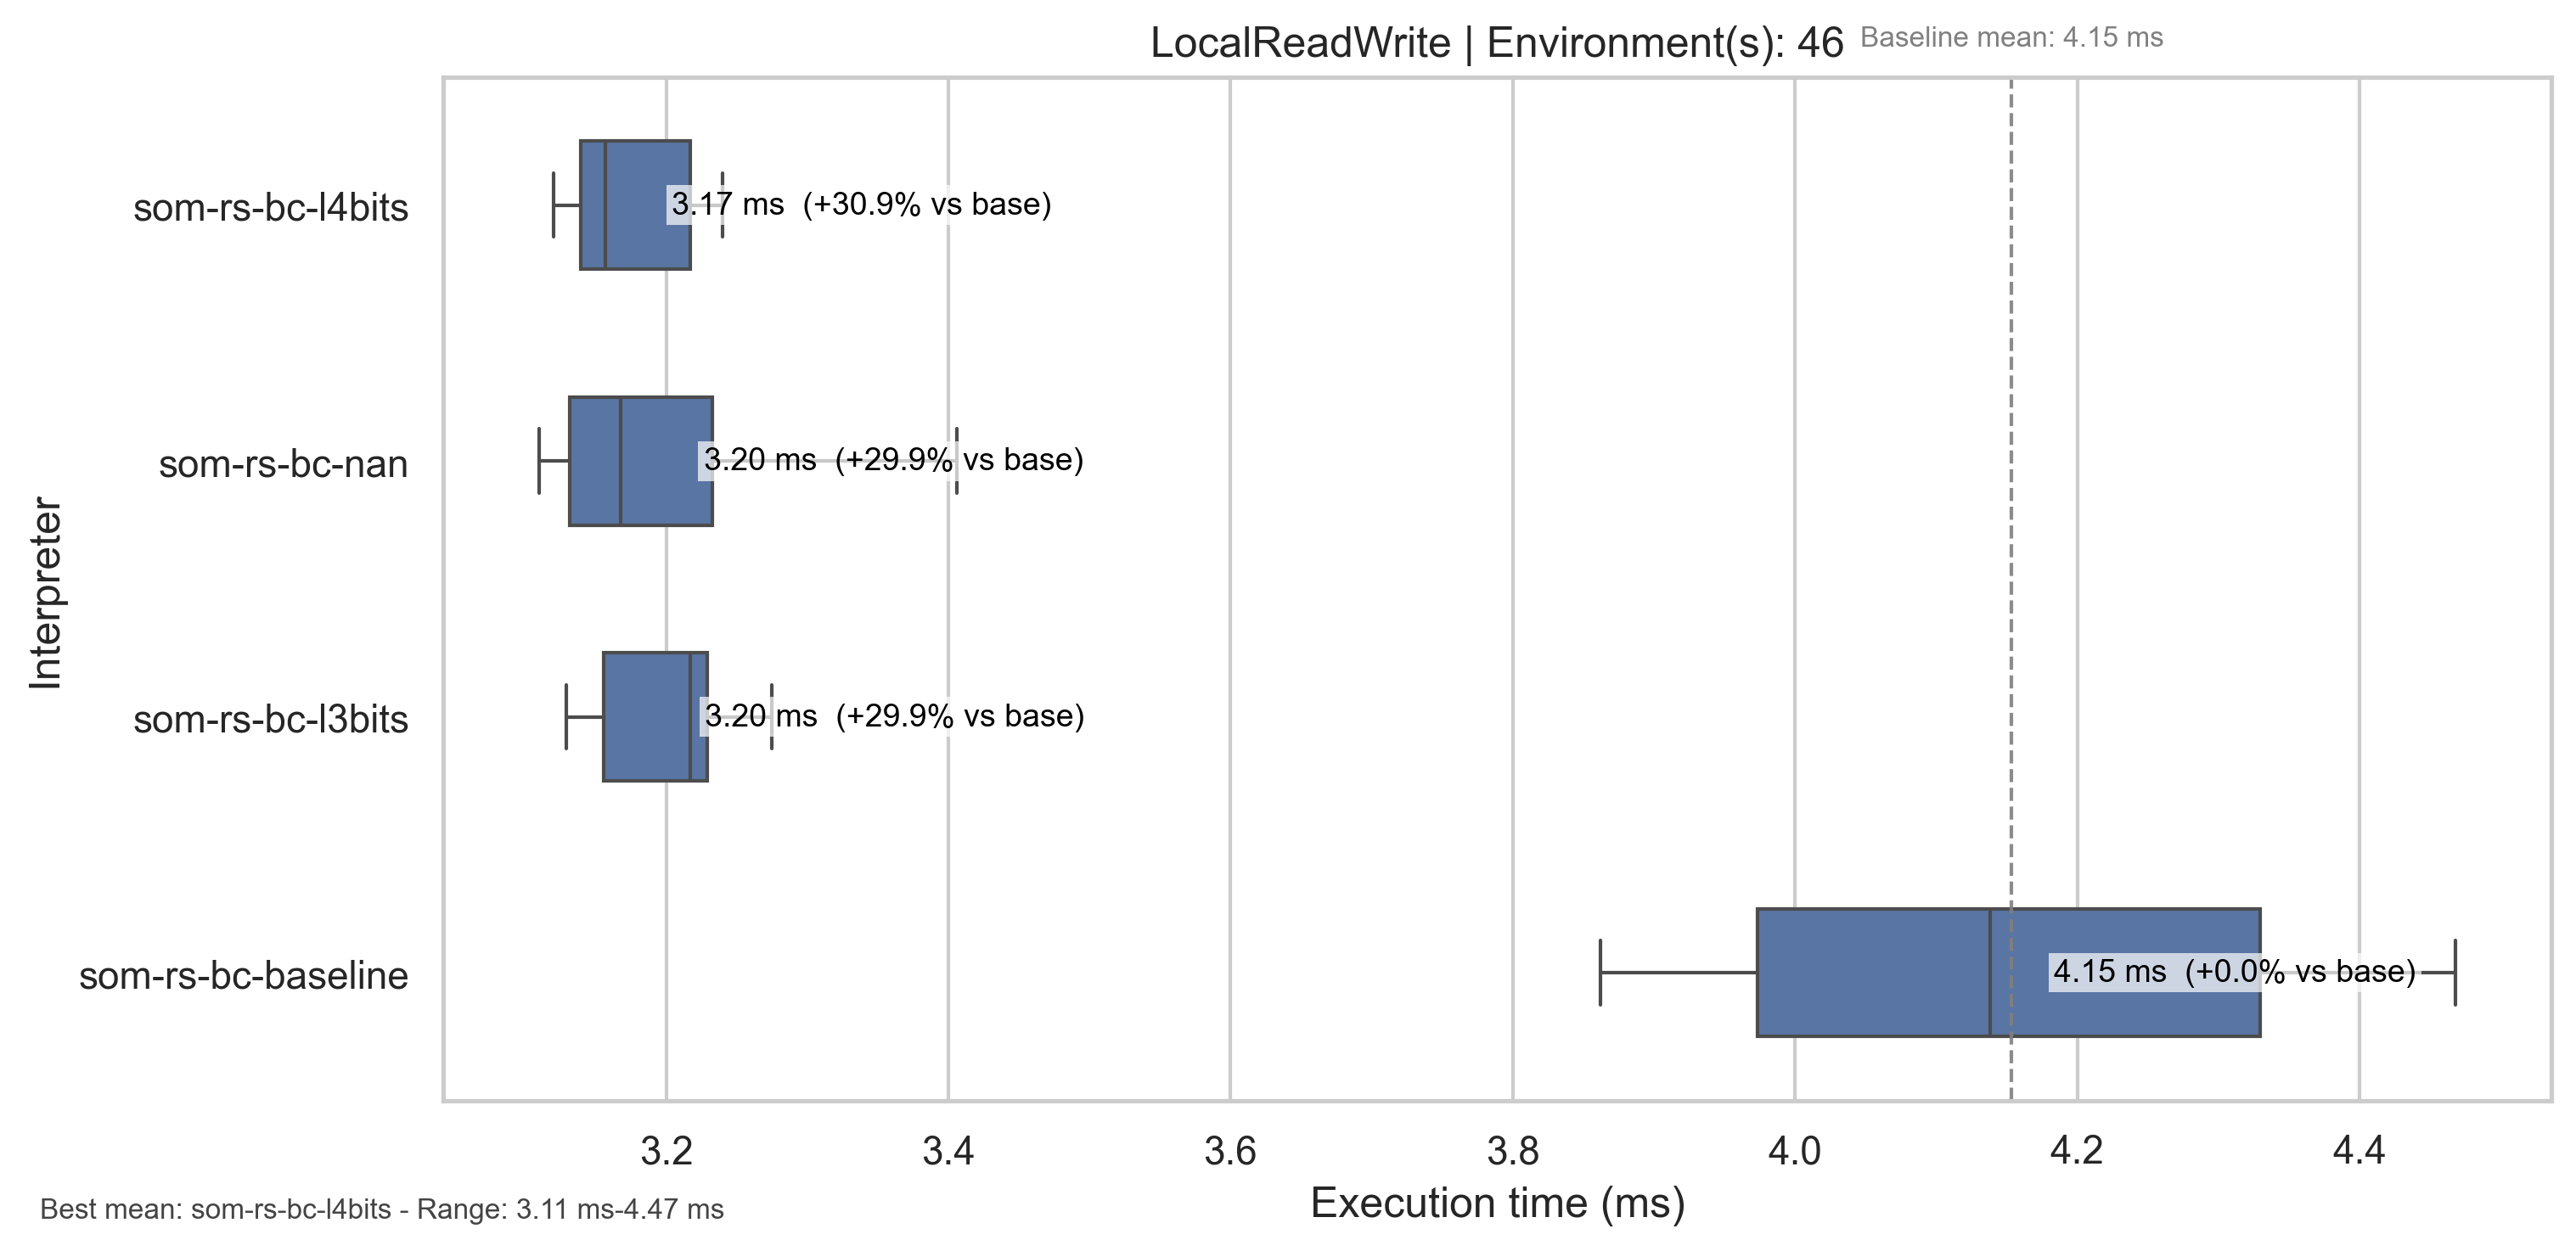 LocalReadWrite | Environment(s): 46
Baseline mean: 4.15 ms
Interpreter
som-rs-bc-l4bits
3.17 ms (+30.9% vs base)
som-rs-bc-nan
3.20 ms (+29.9% vs base)
som-rs-bc-l3bits
3.20 ms (+29.9% vs base)
som-rs-bc-baseline
4.15 ms (+0.0% vs base)
3.2 3.4 3.6 3.8 4.0 4.2 4.4
Execution time (ms)
Best mean: som-rs-bc-l4bits - Range: 3.11 ms-4.47 ms